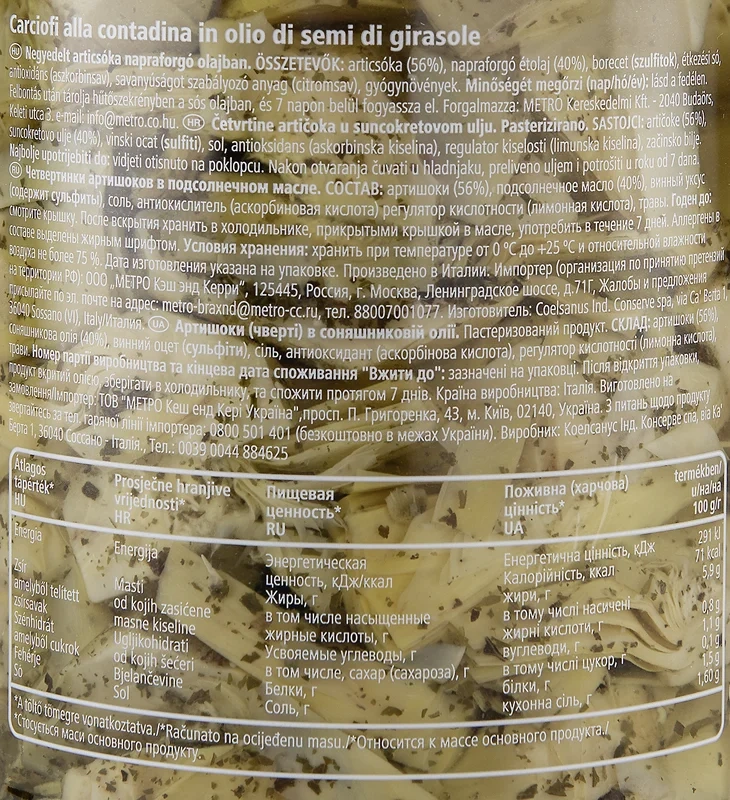 Carciofi alla contadina in olio di semi di girasole
HU Negyedelt articsóka napraforgó olajban. ÖSSZETEVŐK: articsóka (56%), napraforgó étolaj (40%), borecet (szulfitok), étkezési só,
antioxidáns (aszkorbinsav), savanyúságot szabályozó anyag (citromsav), gyógynövények. Minőségét megőrzi (nap/hó/év): lásd a fedélen.
Felbontás után tárolja hűtőszekrényben a sós olajban, és 7 napon belül fogyassza el. Forgalmazza: METRO Kereskedelmi Kft. - 2040 Budaörs,
Keleti utca 3. e-mail: info@metro.co.hu. HR Četvrtine artičoka u suncokretovom ulju. Pasterizirano. SASTOJCI: artičoke (56%),
suncokretovo ulje (40%), vinski ocat (sulfiti), sol, antioksidans (askorbinska kiselina), regulator kiselosti (limunska kiselina), začinsko bilje.
Najbolje upotrijebiti do: vidjeti otisnuto na poklopcu. Nakon otvaranja čuvati u hladnjaku, preliveno uljem i potrošiti u roku od 7 dana.
RU Четвертинки артишоков в подсолнечном масле. СОСТАВ: артишоки (56%), подсолнечное масло (40%), винный уксус
(содержит сульфиты), соль, антиокислитель (аскорбиновая кислота) регулятор кислотности (лимонная кислота), травы. Годен до:
смотрите крышку. После вскрытия хранить в холодильнике, прикрытыми крышкой в масле, употребить в течение 7 дней. Аллергены в
составе выделены жирным шрифтом. Условия хранения: хранить при температуре от 0 °С до +25 °С и относительной влажности
воздуха не более 75 %. Дата изготовления указана на упаковке. Произведено в Италии. Импортер (организация по принятию претензий
на территории РФ): ООО „МЕТРО Кэш энд Керри“, 125445, Россия, г. Москва, Ленинградское шоссе, д.71Г, Жалобы и предложения
присылайте по эл. почте на адрес: metro-braxnd@metro-cc.ru, тел. 88007001077. Изготовитель: Coelsanus Ind. Conserve spa, via Ca' Berta 1,
36040 Sossano (VI), Italy/Италия. UA Артишоки (чверті) в соняшниковій олії. Пастеризований продукт. СКЛАД: артишоки (56%),
соняшникова олія (40%), винний оцет (сульфіти), сіль, антиоксидант (аскорбінова кислота), регулятор кислотності (лимонна кислота),
трави. Номер партії виробництва та кінцева дата споживання "Вжити до": зазначені на упаковці. Після відкриття упаковки,
продукт вкритий олією, зберігати в холодильнику, та спожити протягом 7 днів. Країна виробництва: Італія. Виготовлено на
замовлення/імпортер: ТОВ "МЕТРО Кеш енд Кері Україна", просп. П. Григоренка, 43, м. Київ, 02140, Україна. З питань щодо продукту
звертайтесь за тел. гарячої лінії імпортера: 0800 501 401 (безкоштовно в межах України). Виробник: Коелсанус Інд. Консерве спа, віа Ка'
Берта 1, 36040 Соссано - Італія,, Тел.: 0039 0044 884625
Átlagos
tápérték*
HU
Prosječne hranjive
vrijednosti*
HR
Пищевая
ценность*
RU
Поживна (харчова)
цінність*
UA
termékben/
u/на/на
100 g/г
Energia
Zsír
amelyből telített
zsírsavak
Szénhidrát
amelyből cukrok
Fehérje
Só
Energija
Masti
od kojih zasićene
masne kiseline
Ugljikohidrati
od kojih šećeri
Bjelančevine
Sol
Энергетическая
ценность, кДж/ккал
Жиры, г
в том числе насыщенные
жирные кислоты, г
Усвояемые углеводы, г
в том числе, сахар (сахароза), г
Белки, г
Соль, г
Енергетична цінність, кДж
Калорійність, ккал
жири, г
в тому числі насичені
жирні кислоти, г
вуглеводи, г
в тому числі цукор, г
білки, г
кухонна сіль, г
291 kJ
71 kcal
5,9 g
0,8 g
1,1 g
0,1 g
1,5 g
1,60 g
*A töltő tömegre vonatkoztatva./*Računato na ocijeđenu masu./*Относится к массе основного продукта./
*Стосується маси основного продукту.